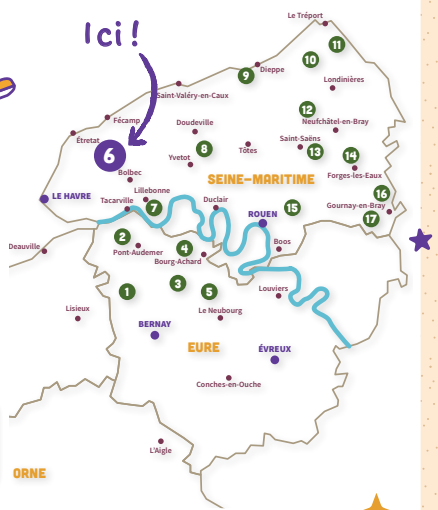 Le Tréport
Ici !
11
10
Dieppe
9
Londinières
Saint-Valéry-en-Caux
12
Fécamp
Doudeville
Neufchâtel-en-Bray
Étretat
Saint-Saëns
6
8
Tôtes
13
14
Yvetot
Bolbec
SEINE-MARITIME
Forges-les-Eaux
Lillebonne
16
LE HAVRE
Tacarville
Duclair
7
15
Gournay-en-Bray
ROUEN
17
2
Deauville
4
Boos
Pont-Audemer
Bourg-Achard
3
1
5
Louviers
Lisieux
Le Neubourg
BERNAY
EURE
ÉVREUX
Conches-en-Ouche
L'Aigle
ORNE